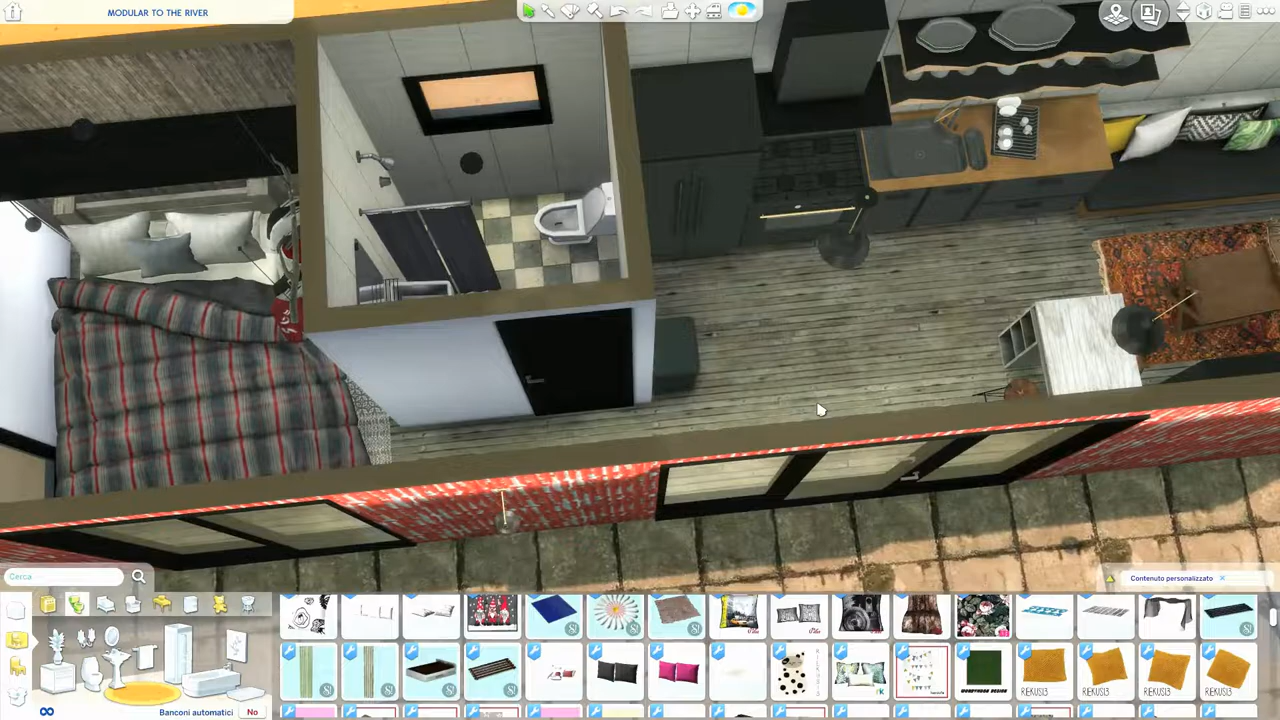 MODULAR TO THE RIVER
Cerca
Contenuto personalizzato
REKUSI3
REKUSI3
REKUSI3
REKUSI3
Banconi automatici No